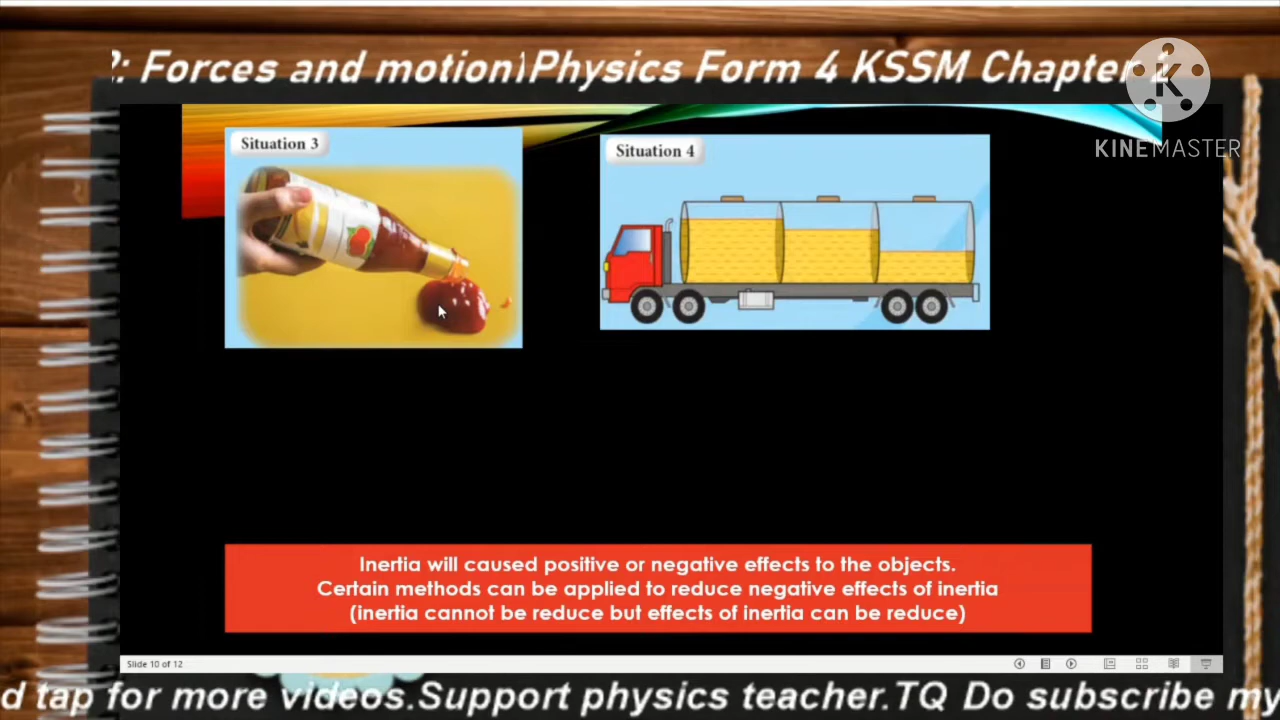 2: Forces and motion)Physics Form 4 KSSM Chapter 2
KINEMASTER
Situation 3
Situation 4
Inertia will caused positive or negative effects to the objects.
Certain methods can be applied to reduce negative effects of inertia
(inertia cannot be reduce but effects of inertia can be reduce)
Slide 10 of 12
d tap for more videos.Support physics teacher.TQ Do subscribe my